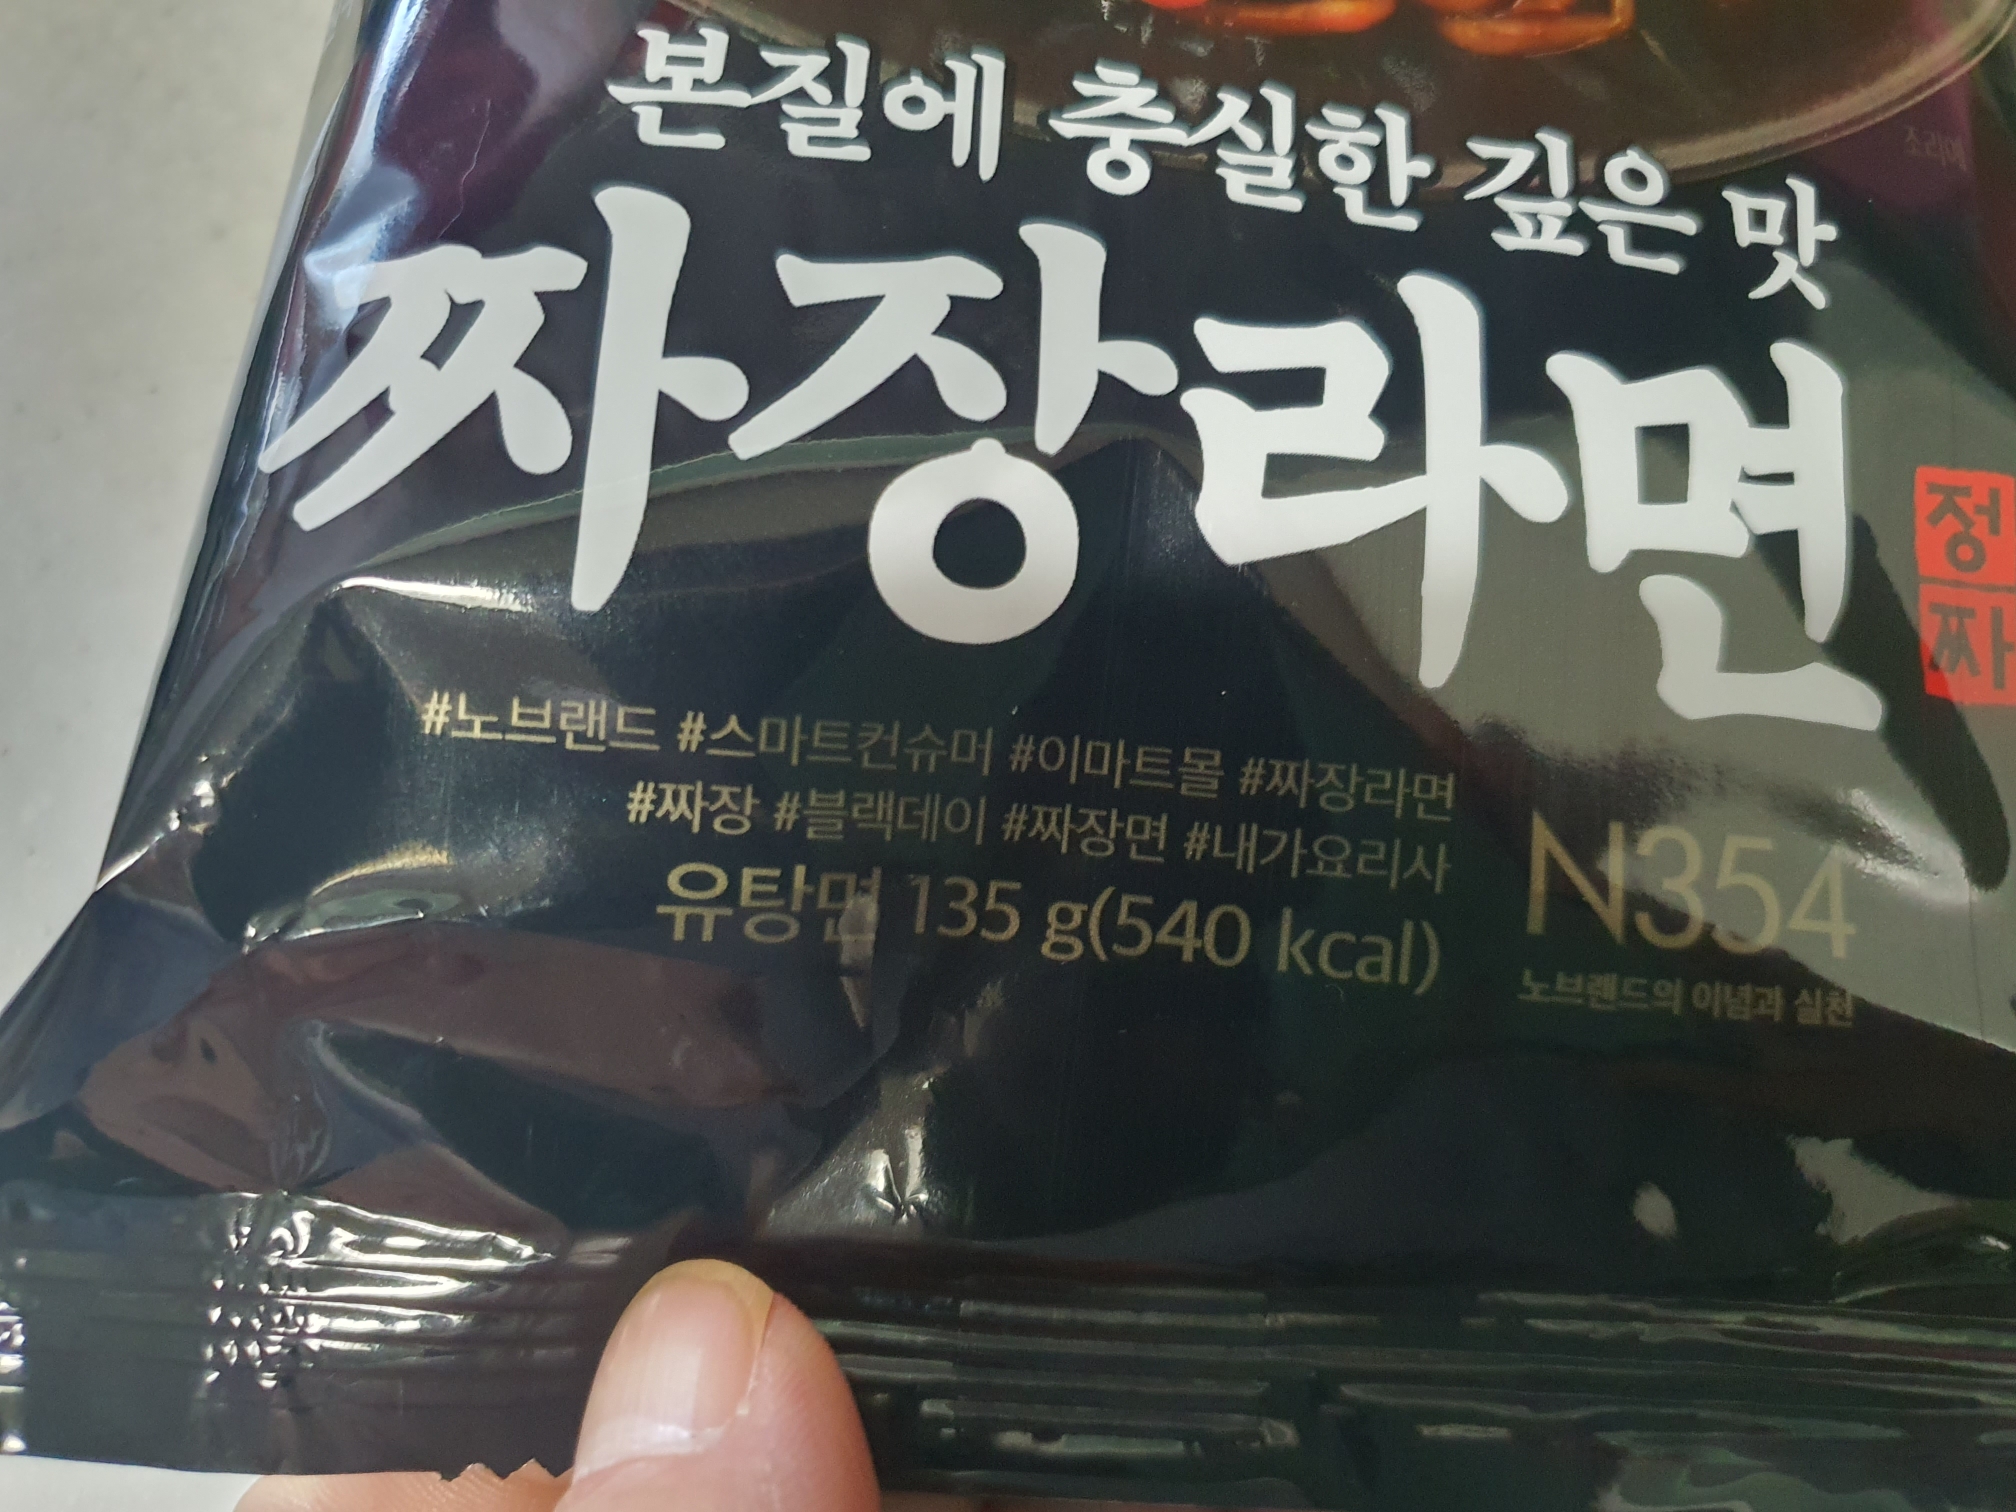 본질에 충실한 깊은 맛
짜장라면
정
짜
#노브랜드 #스마트컨슈머 #이마트몰 #짜장라면
#짜장 #블랙데이 #짜장면 #내가요리사
유탕면 135 g(540 kcal)
N354
노브랜드의 이념과 실천